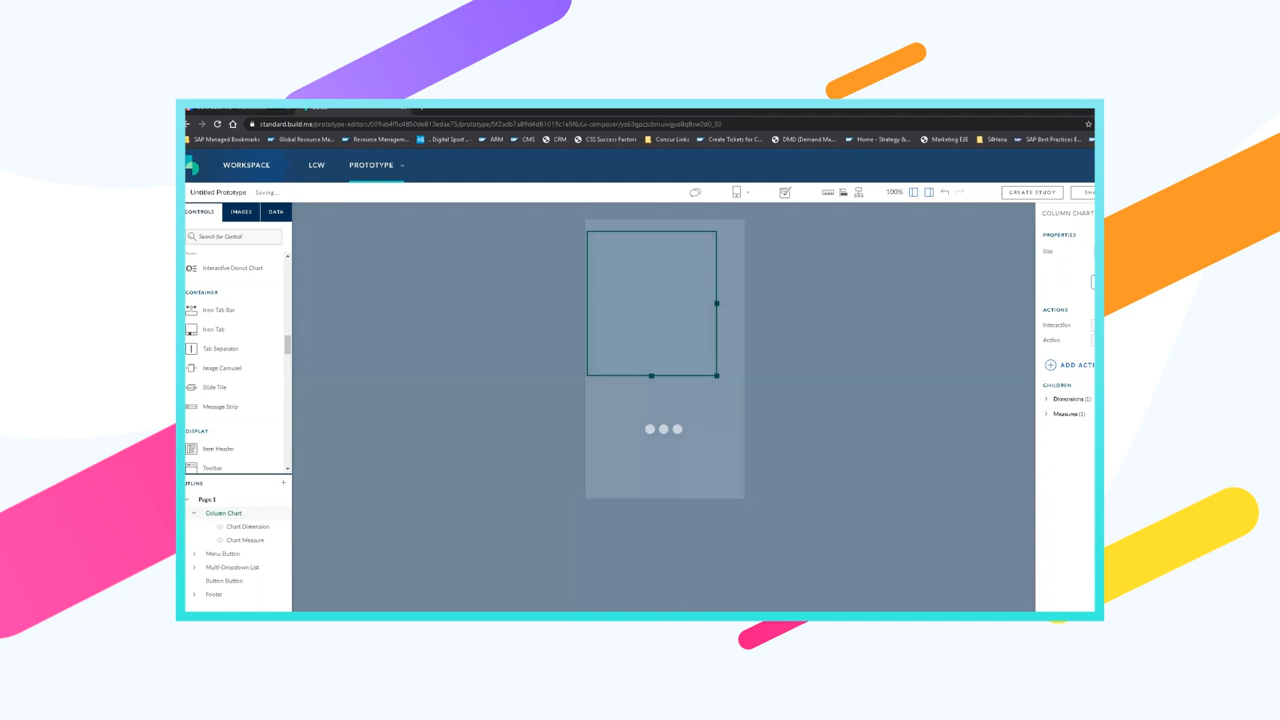 standard.build.me/prototype-editors/
SAP Managed Bookmarks Global Resource Ma... Resource Managem... .. Digital Sport ... ARM CMS CRM CSS Success Factors Concur Links Create Tickets for C... DMD (Demand Ma... Home - Strategy &... Marketing E2E S4Hana SAP Best Practices E...
WORKSPACE LCW PROTOTYPE
Untitled Prototype Saving... 100% CREATE STUDY
CONTROLS IMAGES DATA
COLUMN CHART
Search for Control
PROPERTIES
Size
Interactive Donut Chart
CONTAINER
Icon Tab Bar
ACTIONS
Interaction
Icon Tab
Action
Tab Separator
ADD ACTI
Image Carousel
CHILDREN
Slide Tile
Dimensions (1)
Message Strip
Measures (1)
DISPLAY
Item Header
Toolbar
UTLINE
Page 1
Column Chart
Chart Dimension
Chart Measure
Menu Button
Multi-Dropdown List
Button Button
Footer